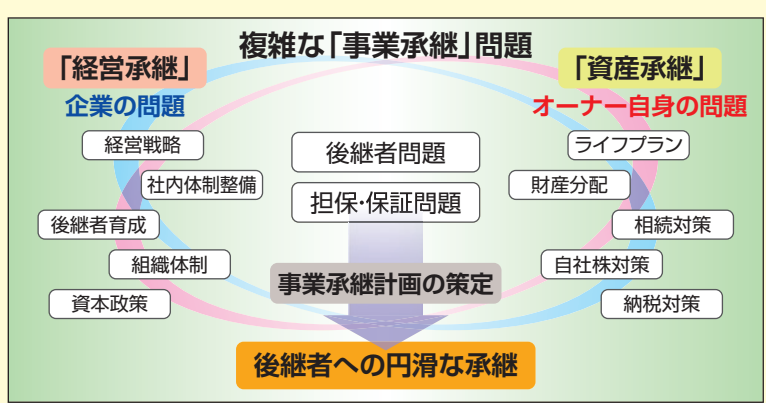 複雑な「事業承継」問題
「経営承継」
企業の問題
経営戦略
社内体制整備
後継者育成
組織体制
資本政策
後継者問題
担保・保証問題
事業承継計画の策定
後継者への円滑な承継
「資産承継」
オーナー自身の問題
ライフプラン
財産分配
相続対策
自社株対策
納税対策